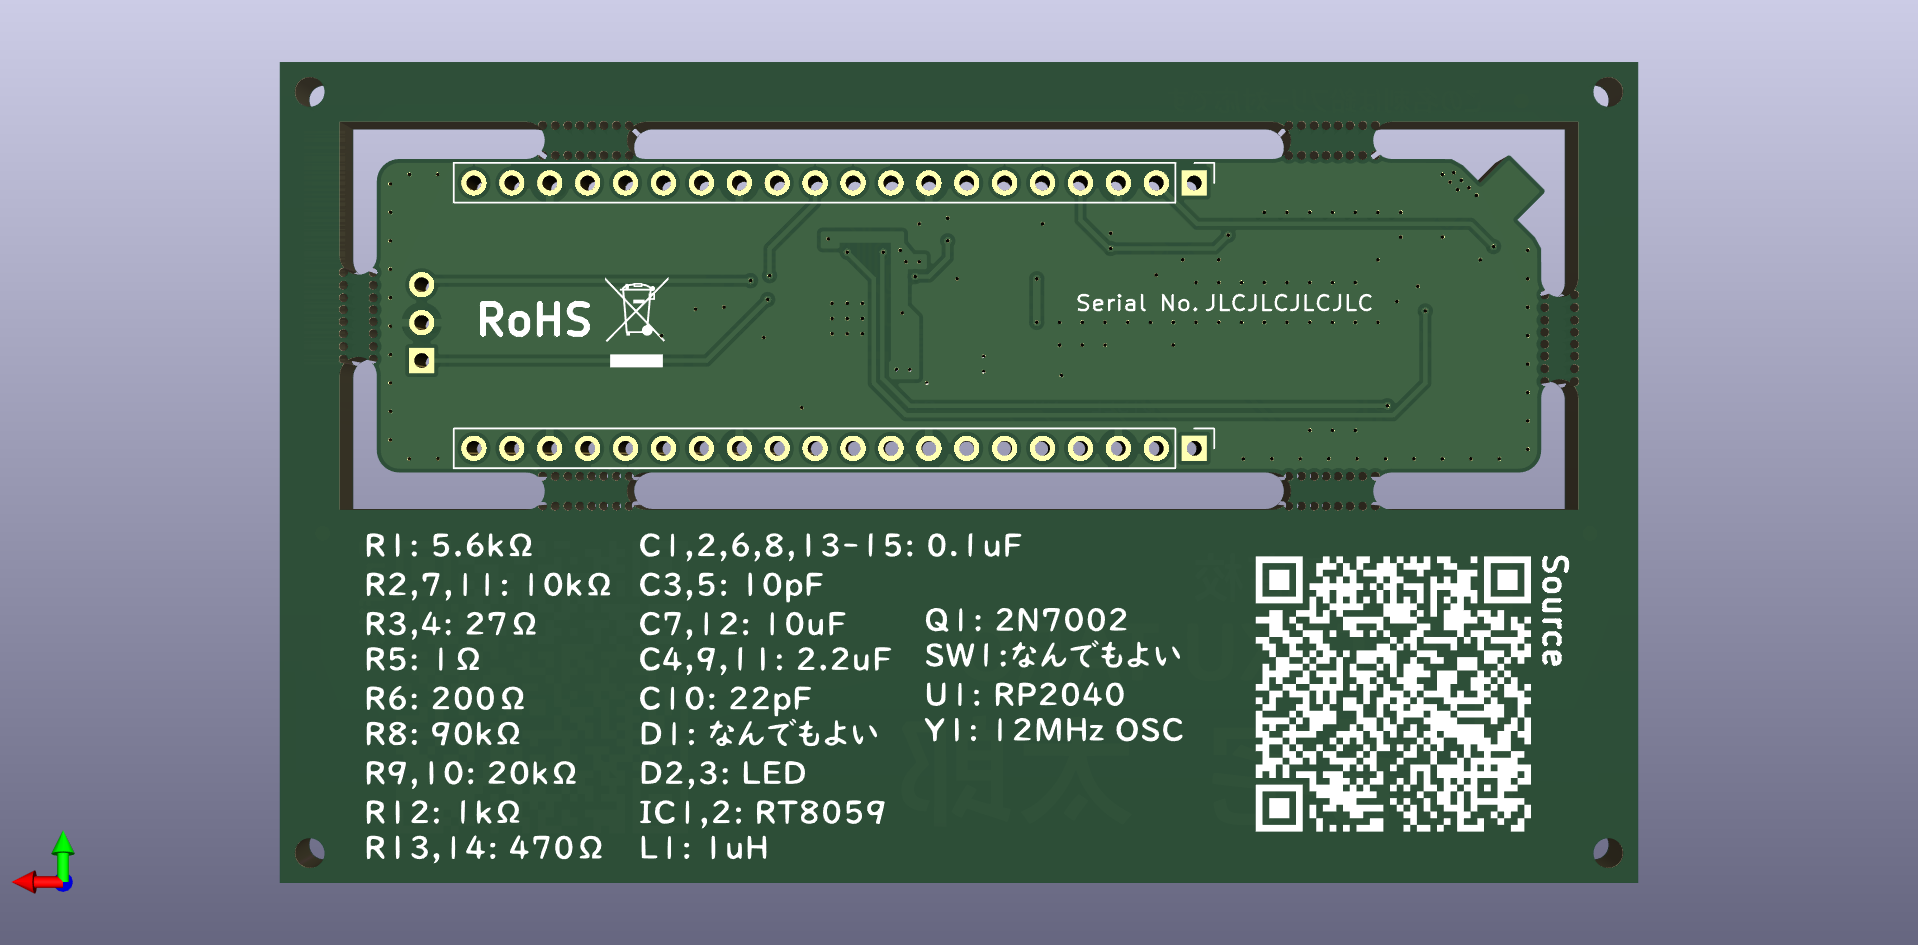 RoHS
Serial No. JLCJLCJLCJLC
R1: 5.6kΩ
R2,7,11: 10kΩ
R3,4: 27Ω
R5: 1Ω
R6: 200Ω
R8: 90kΩ
R9,10: 20kΩ
R12: 1kΩ
R13,14: 470Ω
C1,2,6,8,13-15: 0.1uF
C3,5: 10pF
C7,12: 10uF
C4,9,11: 2.2uF
C10: 22pF
D1: なんでもよい
D2,3: LED
IC1,2: RT8059
L1: 1uH
Q1: 2N7002
SW1:なんでもよい
U1: RP2040
Y1: 12MHz OSC
Source